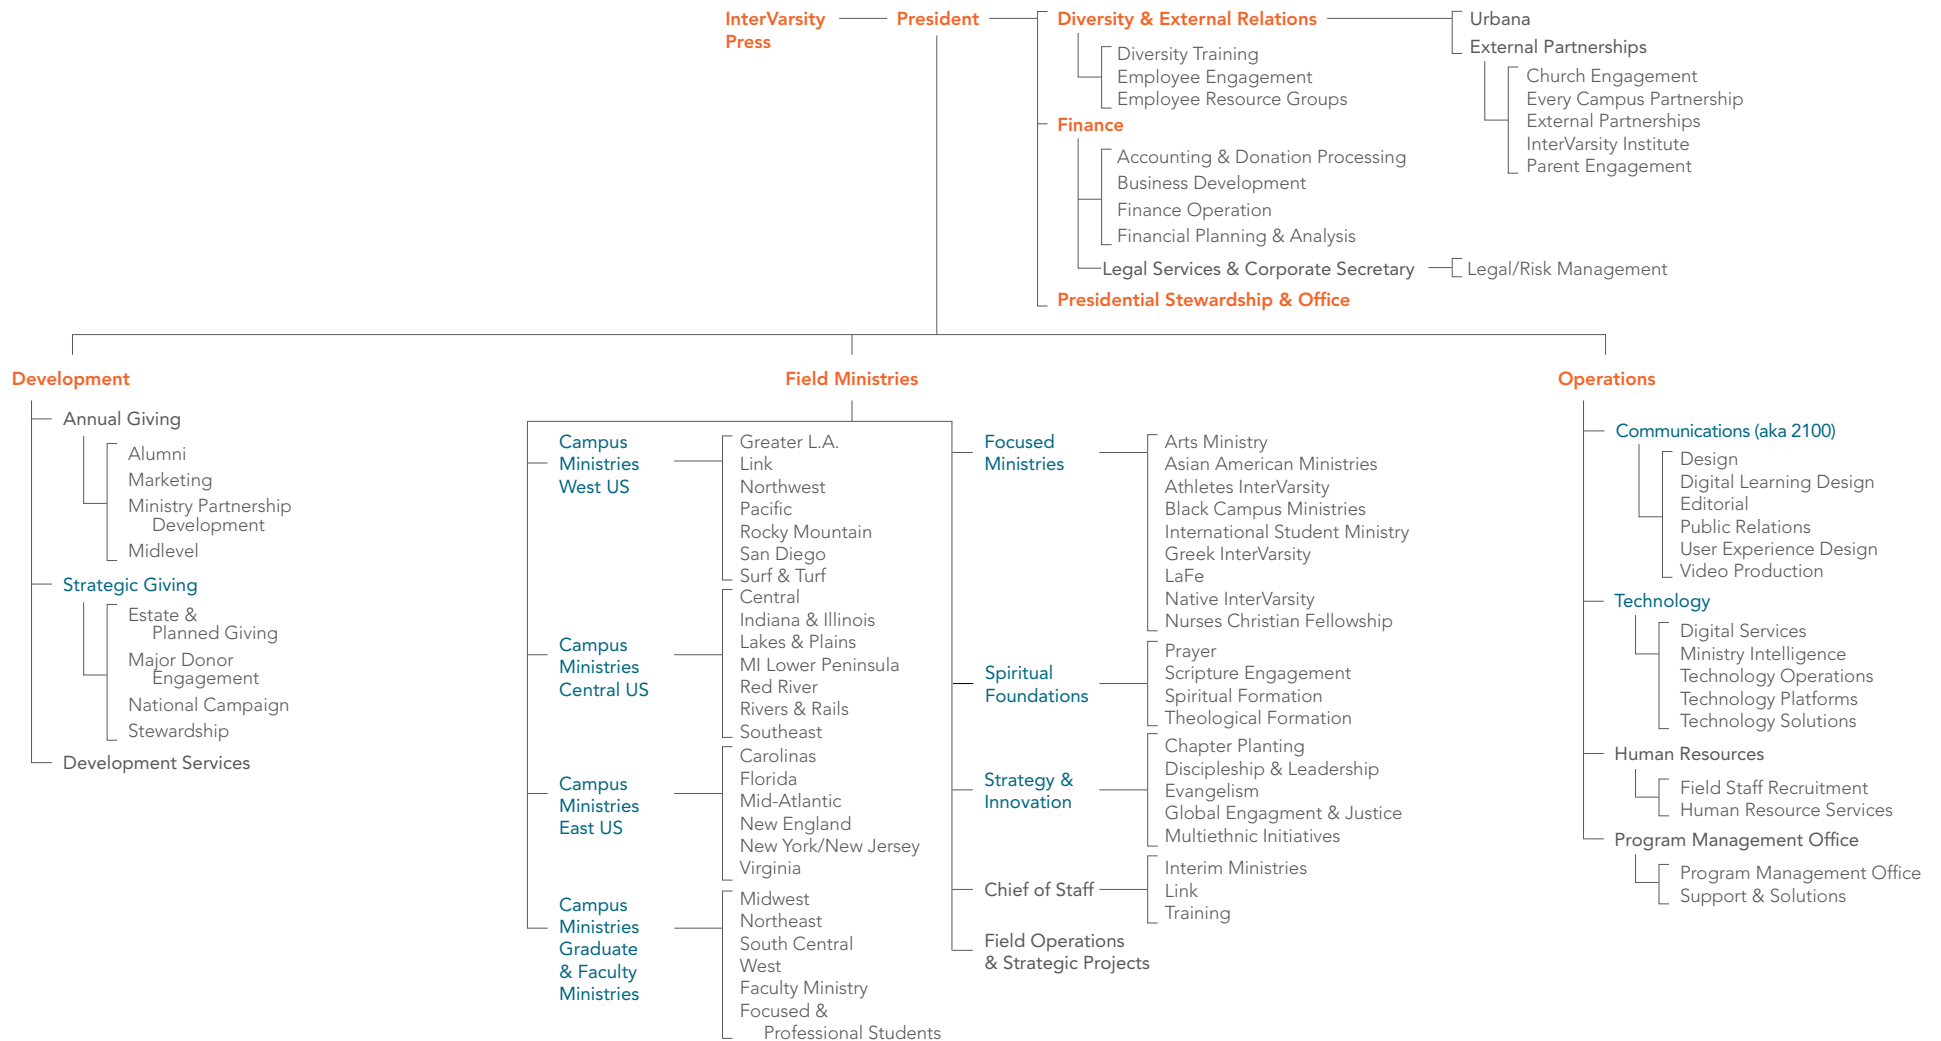 InterVarsity
Press
President
Diversity & External Relations
Diversity Training
Employee Engagement
Employee Resource Groups
Urbana
External Partnerships
Church Engagement
Every Campus Partnership
External Partnerships
InterVarsity Institute
Parent Engagement
Finance
Accounting & Donation Processing
Business Development
Finance Operation
Financial Planning & Analysis
Legal Services & Corporate Secretary
Legal/Risk Management
Presidential Stewardship & Office
Development
Annual Giving
Alumni
Marketing
Ministry Partnership
Development
Midlevel
Strategic Giving
Estate &
Planned Giving
Major Donor
Engagement
National Campaign
Stewardship
Development Services
Field Ministries
Campus
Ministries
West US
Greater L.A.
Link
Northwest
Pacific
Rocky Mountain
San Diego
Surf & Turf
Campus
Ministries
Central US
Central
Indiana & Illinois
Lakes & Plains
MI Lower Peninsula
Red River
Rivers & Rails
Southeast
Campus
Ministries
East US
Carolinas
Florida
Mid-Atlantic
New England
New York/New Jersey
Virginia
Campus
Ministries
Graduate
& Faculty
Ministries
Midwest
Northeast
South Central
West
Faculty Ministry
Focused &
Professional Students
Focused
Ministries
Arts Ministry
Asian American Ministries
Athletes InterVarsity
Black Campus Ministries
International Student Ministry
Greek InterVarsity
LaFe
Native InterVarsity
Nurses Christian Fellowship
Spiritual
Foundations
Prayer
Scripture Engagement
Spiritual Formation
Theological Formation
Strategy &
Innovation
Chapter Planting
Discipleship & Leadership
Evangelism
Global Engagment & Justice
Multiethnic Initiatives
Chief of Staff
Interim Ministries
Link
Training
Field Operations
& Strategic Projects
Operations
Communications (aka 2100)
Design
Digital Learning Design
Editorial
Public Relations
User Experience Design
Video Production
Technology
Digital Services
Ministry Intelligence
Technology Operations
Technology Platforms
Technology Solutions
Human Resources
Field Staff Recruitment
Human Resource Services
Program Management Office
Program Management Office
Support & Solutions